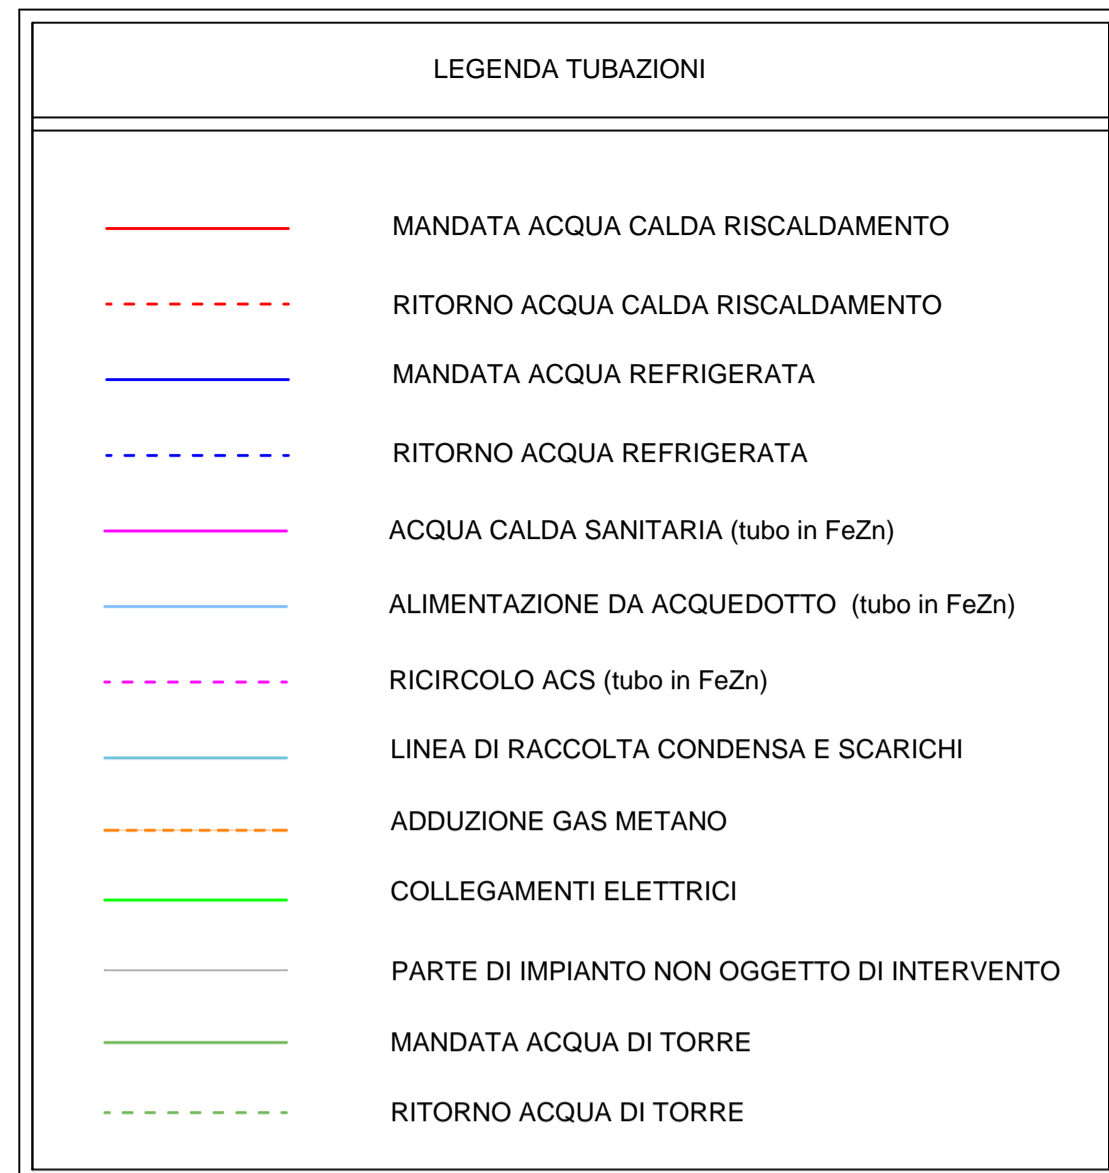 LEGENDA TUBAZIONI
MANDATA ACQUA CALDA RISCALDAMENTO
RITORNO ACQUA CALDA RISCALDAMENTO
MANDATA ACQUA REFRIGERATA
RITORNO ACQUA REFRIGERATA
ACQUA CALDA SANITARIA (tubo in FeZn)
ALIMENTAZIONE DA ACQUEDOTTO (tubo in FeZn)
RICIRCOLO ACS (tubo in FeZn)
LINEA DI RACCOLTA CONDENSA E SCARICHI
ADDUZIONE GAS METANO
COLLEGAMENTI ELETTRICI
PARTE DI IMPIANTO NON OGGETTO DI INTERVENTO
MANDATA ACQUA DI TORRE
RITORNO ACQUA DI TORRE